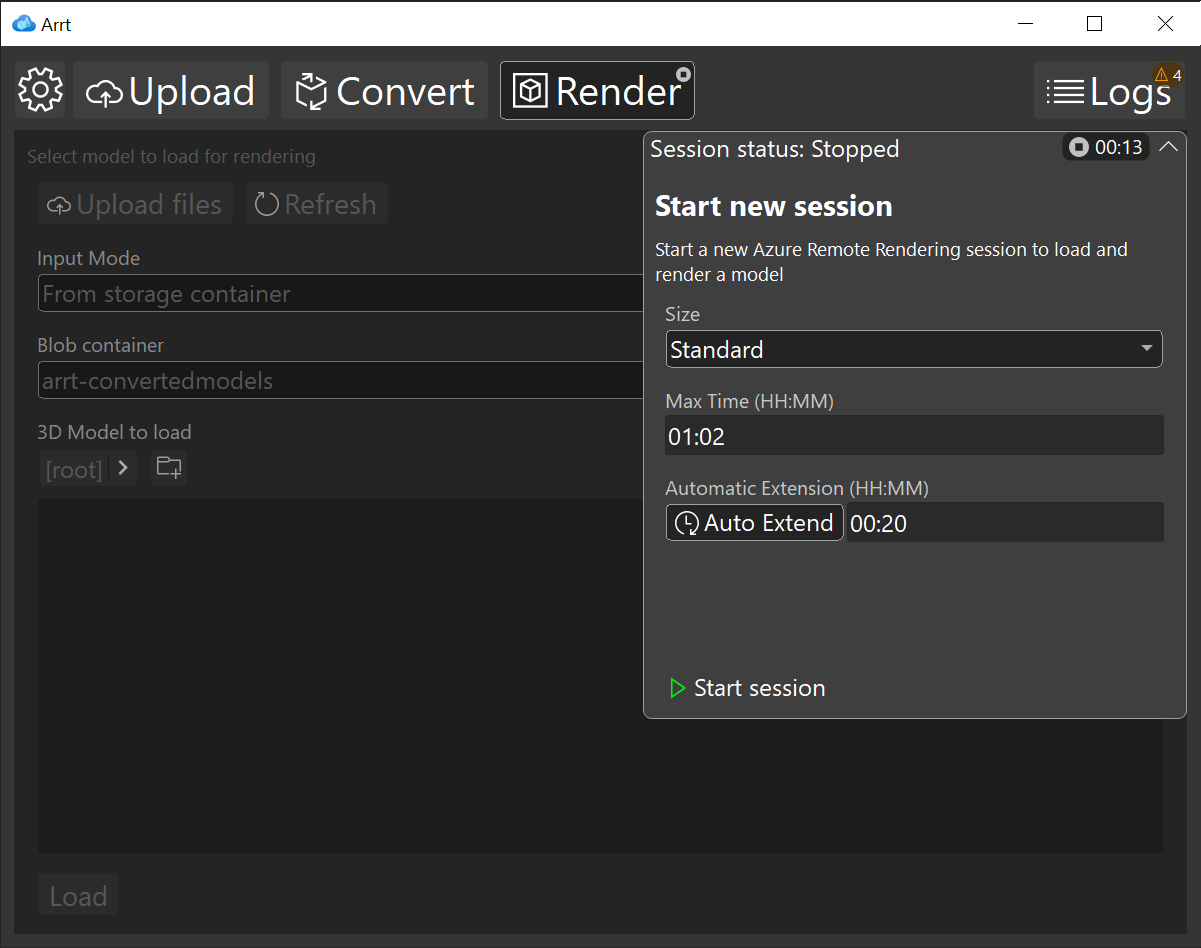 Arrt
Upload
Convert
Render
Logs
4
Select model to load for rendering
Upload files
Refresh
Input Mode
From storage container
Blob container
arrt-convertedmodels
3D Model to load
[root]
Load
Session status: Stopped
00:13
Start new session
Start a new Azure Remote Rendering session to load and
render a model
Size
Standard
Max Time (HH:MM)
01:02
Automatic Extension (HH:MM)
Auto Extend
00:20
Start session